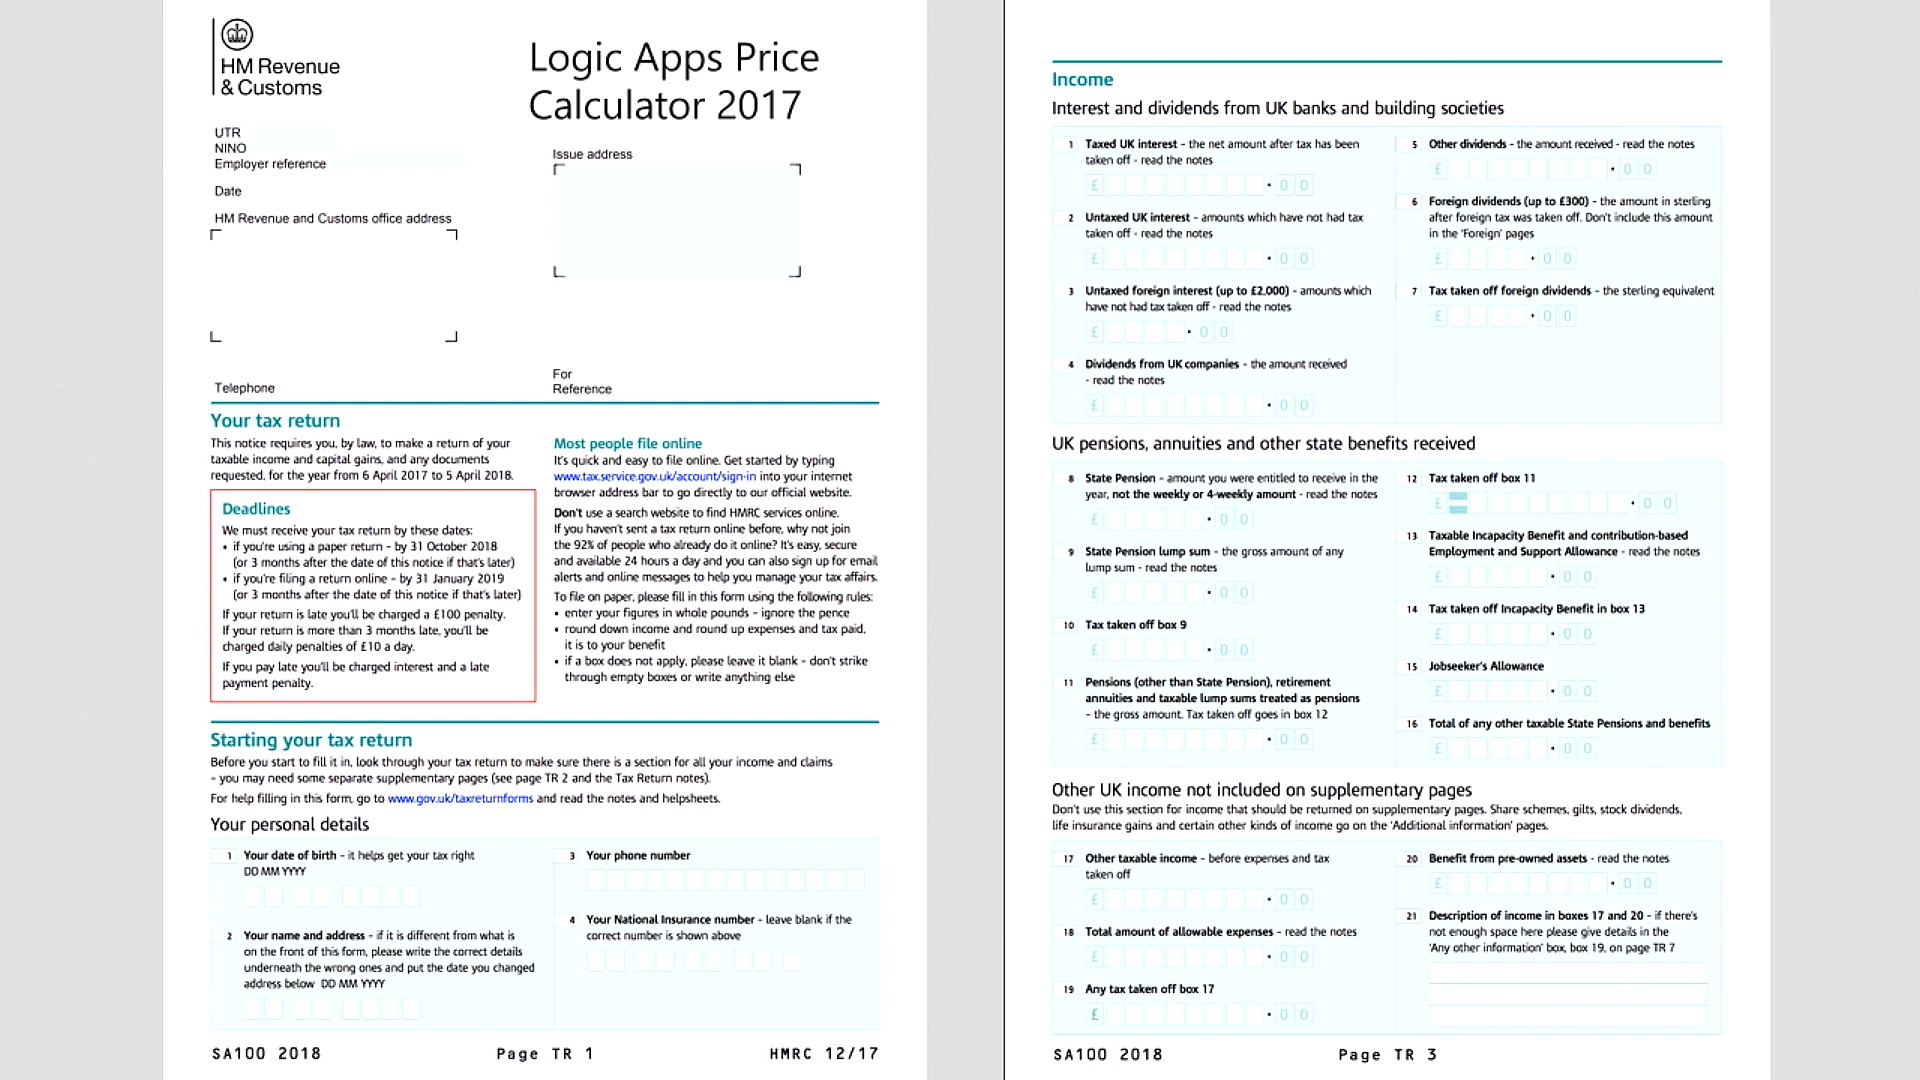 HM Revenue
& Customs
Logic Apps Price
Calculator 2017
UTR
NINO
Employer reference
Date
HM Revenue and Customs office address
Issue address
Telephone
For
Reference
Your tax return
This notice requires you, by law, to make a return of your
taxable income and capital gains, and any documents
requested, for the year from 6 April 2017 to 5 April 2018.
Deadlines
We must receive your tax return by these dates:
• if you're using a paper return - by 31 October 2018
(or 3 months after the date of this notice if that's later)
• if you're filing a return online - by 31 January 2019
(or 3 months after the date of this notice if that's later)
If your return is late you'll be charged a £100 penalty.
If your return is more than 3 months late, you'll be
charged daily penalties of £10 a day.
If you pay late you'll be charged interest and a late
payment penalty.
Most people file online
It's quick and easy to file online. Get started by typing
www.tax.service.gov.uk/account/sign-in into your internet
browser address bar to go directly to our official website.
Don't use a search website to find HMRC services online.
If you haven't sent a tax return online before, why not join
the 92% of people who already do it online? It's easy, secure
and available 24 hours a day and you can also sign up for email
alerts and online messages to help you manage your tax affairs.
To file on paper, please fill in this form using the following rules:
• enter your figures in whole pounds - ignore the pence
• round down income and round up expenses and tax paid,
it is to your benefit
• if a box does not apply, please leave it blank - don't strike
through empty boxes or write anything else
Starting your tax return
Before you start to fill it in, look through your tax return to make sure there is a section for all your income and claims
- you may need some separate supplementary pages (see page TR 2 and the Tax Return notes).
For help filling in this form, go to www.gov.uk/taxreturnforms and read the notes and helpsheets.
Your personal details
1 Your date of birth - it helps get your tax right
DD MM YYYY
2 Your name and address - if it is different from what is
on the front of this form, please write the correct details
underneath the wrong ones and put the date you changed
address below DD MM YYYY
3 Your phone number
4 Your National Insurance number - leave blank if the
correct number is shown above
SA100 2018 Page TR 1 HMRC 12/17
Income
Interest and dividends from UK banks and building societies
1 Taxed UK interest - the net amount after tax has been
taken off - read the notes
£ • 0 0
2 Untaxed UK interest - amounts which have not had tax
taken off - read the notes
£ • 0 0
3 Untaxed foreign interest (up to £2,000) - amounts which
have not had tax taken off - read the notes
£ • 0 0
4 Dividends from UK companies - the amount received
- read the notes
£ • 0 0
5 Other dividends - the amount received - read the notes
£ • 0 0
6 Foreign dividends (up to £300) - the amount in sterling
after foreign tax was taken off. Don't include this amount
in the 'Foreign' pages
£ • 0 0
7 Tax taken off foreign dividends - the sterling equivalent
£ • 0 0
UK pensions, annuities and other state benefits received
8 State Pension - amount you were entitled to receive in the
year, not the weekly or 4-weekly amount - read the notes
£ • 0 0
9 State Pension lump sum - the gross amount of any
lump sum - read the notes
£ • 0 0
10 Tax taken off box 9
£ • 0 0
11 Pensions (other than State Pension), retirement
annuities and taxable lump sums treated as pensions
- the gross amount. Tax taken off goes in box 12
£ • 0 0
12 Tax taken off box 11
£ • 0 0
13 Taxable Incapacity Benefit and contribution-based
Employment and Support Allowance - read the notes
£ • 0 0
14 Tax taken off Incapacity Benefit in box 13
£ • 0 0
15 Jobseeker's Allowance
£ • 0 0
16 Total of any other taxable State Pensions and benefits
£ • 0 0
Other UK income not included on supplementary pages
Don't use this section for income that should be returned on supplementary pages. Share schemes, gilts, stock dividends,
life insurance gains and certain other kinds of income go on the 'Additional information' pages.
17 Other taxable income - before expenses and tax
taken off
£ • 0 0
18 Total amount of allowable expenses - read the notes
£ • 0 0
19 Any tax taken off box 17
£ • 0 0
20 Benefit from pre-owned assets - read the notes
£ • 0 0
21 Description of income in boxes 17 and 20 - if there's
not enough space here please give details in the
'Any other information' box, box 19, on page TR 7
SA100 2018 Page TR 3